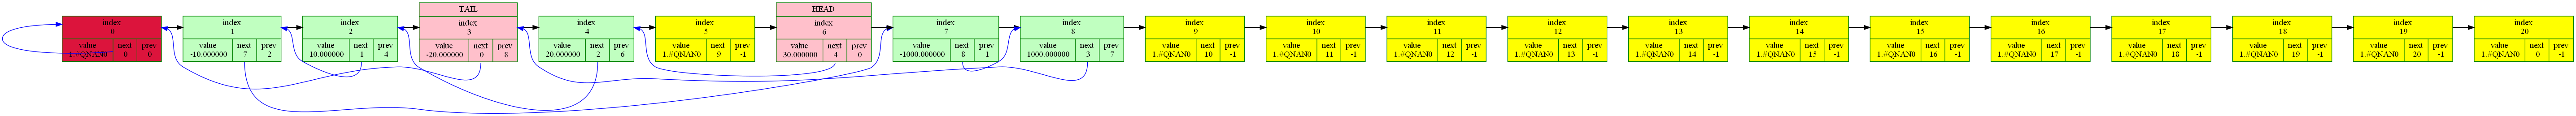 index
0
value next prev
1.#QNAN0 0 0
index
1
value next prev
-10.000000 7 2
index
2
value next prev
10.000000 1 4
TAIL
index
3
value next prev
-20.000000 0 8
index
4
value next prev
20.000000 2 6
index
5
value next prev
1.#QNAN0 9 -1
HEAD
index
6
value next prev
30.000000 4 0
index
7
value next prev
-1000.000000 8 1
index
8
value next prev
1000.000000 3 7
index
9
value next prev
1.#QNAN0 10 -1
index
10
value next prev
1.#QNAN0 11 -1
index
11
value next prev
1.#QNAN0 12 -1
index
12
value next prev
1.#QNAN0 13 -1
index
13
value next prev
1.#QNAN0 14 -1
index
14
value next prev
1.#QNAN0 15 -1
index
15
value next prev
1.#QNAN0 16 -1
index
16
value next prev
1.#QNAN0 17 -1
index
17
value next prev
1.#QNAN0 18 -1
index
18
value next prev
1.#QNAN0 19 -1
index
19
value next prev
1.#QNAN0 20 -1
index
20
value next prev
1.#QNAN0 0 -1